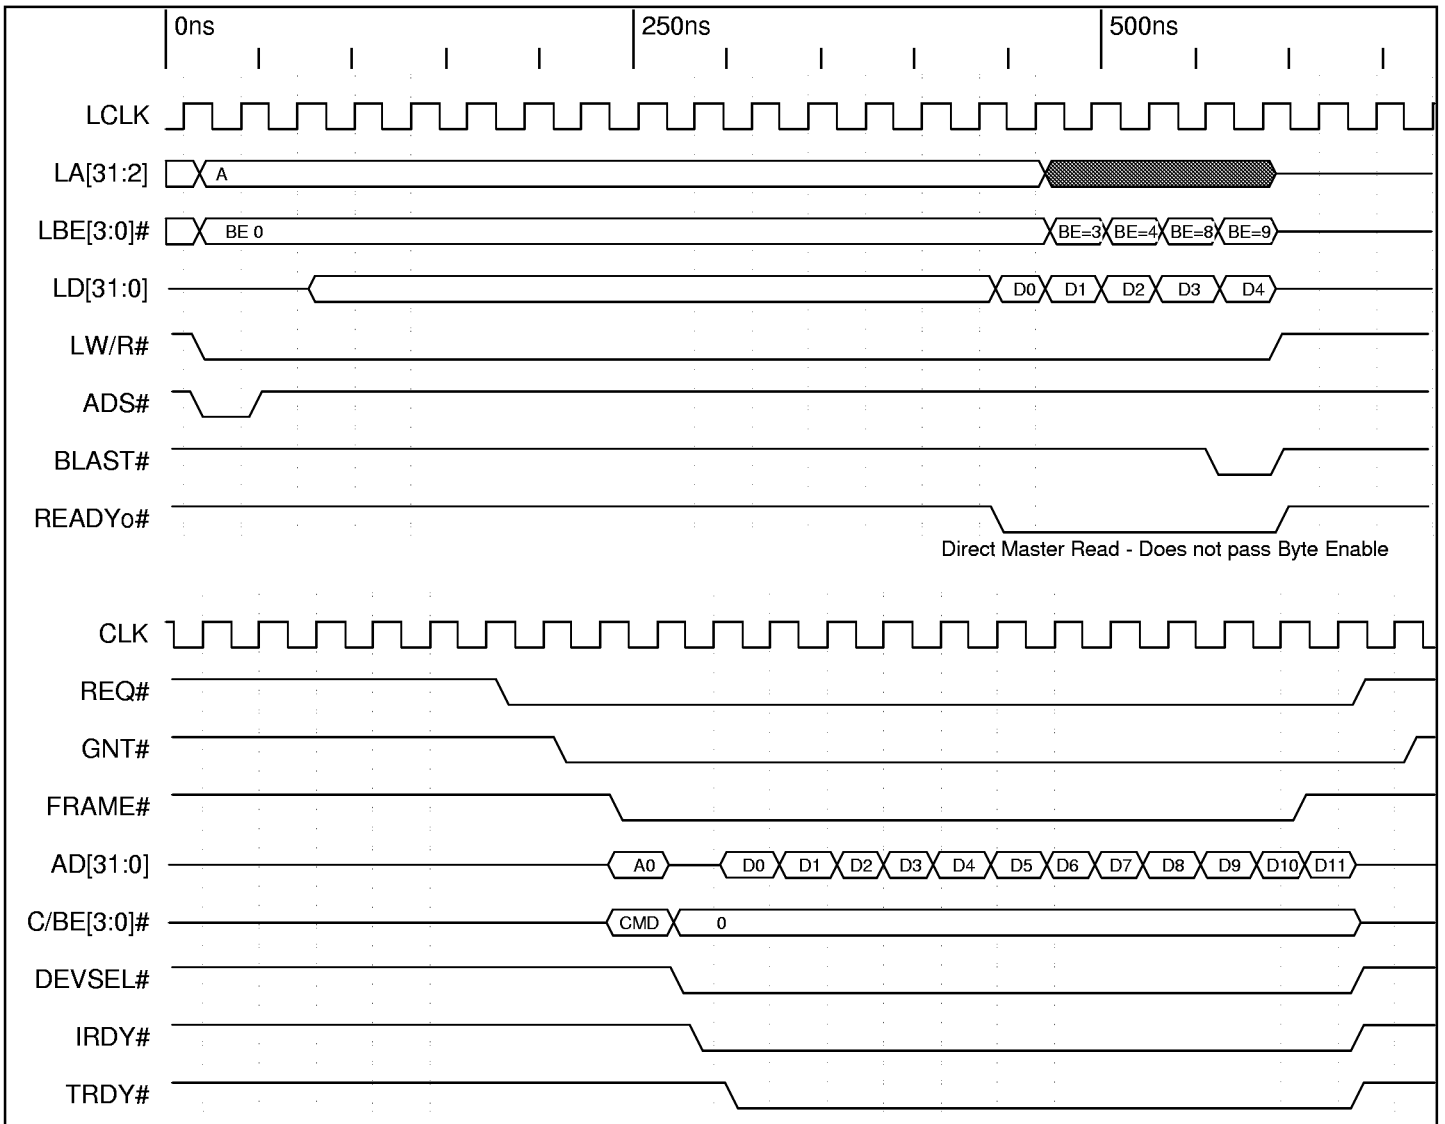 0ns 250ns 500ns
LCLK
LA[31:2] A
LBE[3:0]# BE 0 BE=3 BE=4 BE=8 BE=9
LD[31:0] D0 D1 D2 D3 D4
LW/R#
ADS#
BLAST#
READYo#
Direct Master Read - Does not pass Byte Enable
CLK
REQ#
GNT#
FRAME#
AD[31:0] A0 D0 D1 D2 D3 D4 D5 D6 D7 D8 D9 D10 D11
C/BE[3:0]# CMD 0
DEVSEL#
IRDY#
TRDY#